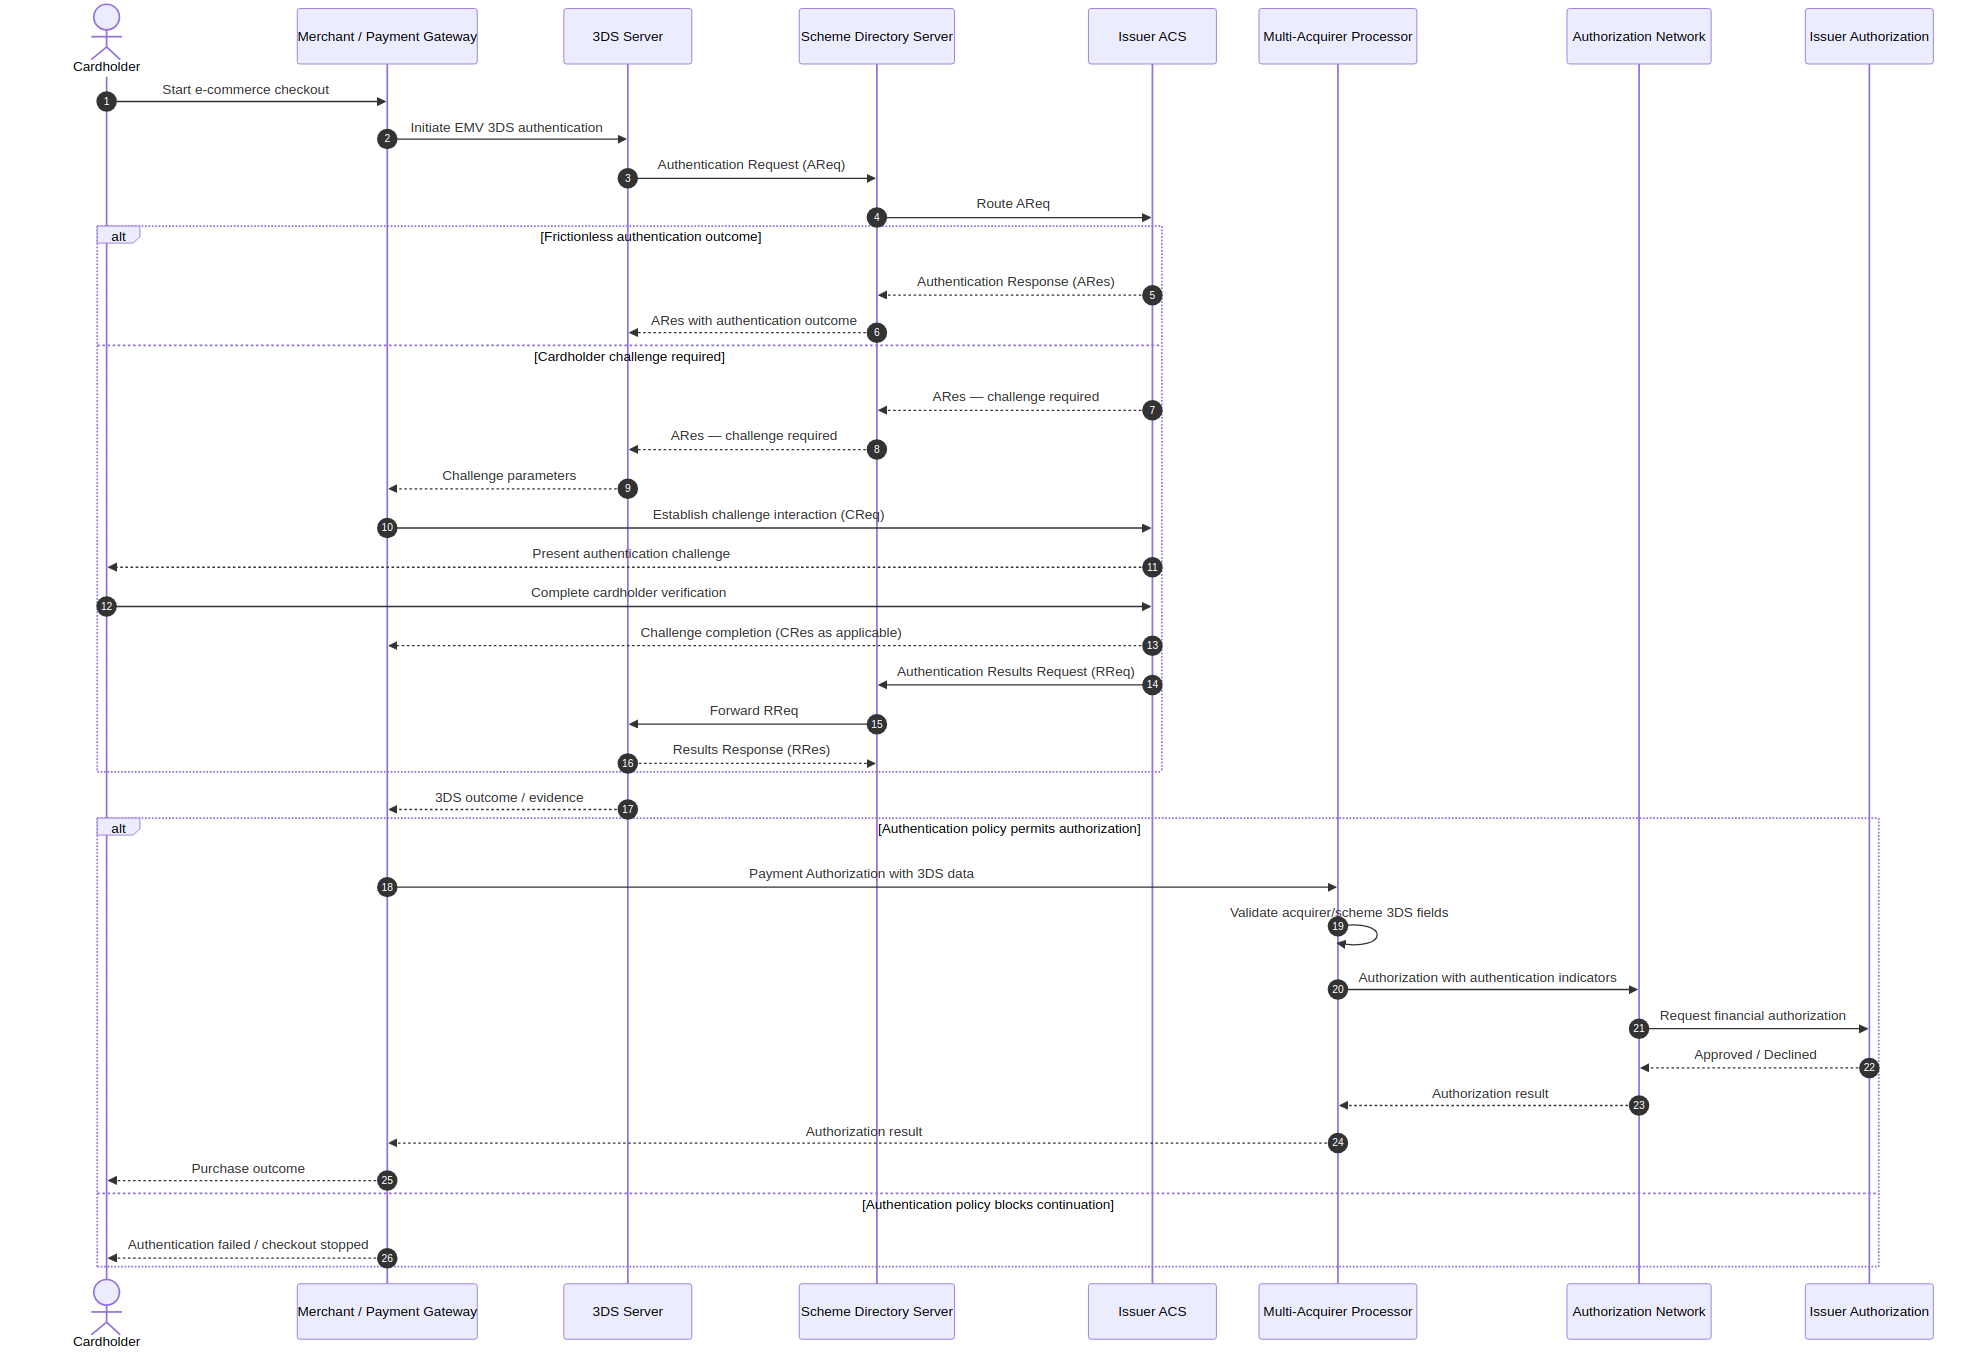 Cardholder
Merchant / Payment Gateway
3DS Server
Scheme Directory Server
Issuer ACS
Multi-Acquirer Processor
Authorization Network
Issuer Authorization
Start e-commerce checkout
1
Initiate EMV 3DS authentication
2
Authentication Request (AReq)
3
Route AReq
4
alt
[Frictionless authentication outcome]
Authentication Response (ARes)
5
ARes with authentication outcome
6
[Cardholder challenge required]
ARes — challenge required
7
ARes — challenge required
8
Challenge parameters
9
Establish challenge interaction (CReq)
10
Present authentication challenge
11
Complete cardholder verification
12
Challenge completion (CRes as applicable)
13
Authentication Results Request (RReq)
14
Forward RReq
15
Results Response (RRes)
16
3DS outcome / evidence
17
alt
[Authentication policy permits authorization]
Payment Authorization with 3DS data
18
Validate acquirer/scheme 3DS fields
19
Authorization with authentication indicators
20
Request financial authorization
21
Approved / Declined
22
Authorization result
23
Authorization result
24
Purchase outcome
25
[Authentication policy blocks continuation]
Authentication failed / checkout stopped
26
Cardholder
Merchant / Payment Gateway
3DS Server
Scheme Directory Server
Issuer ACS
Multi-Acquirer Processor
Authorization Network
Issuer Authorization